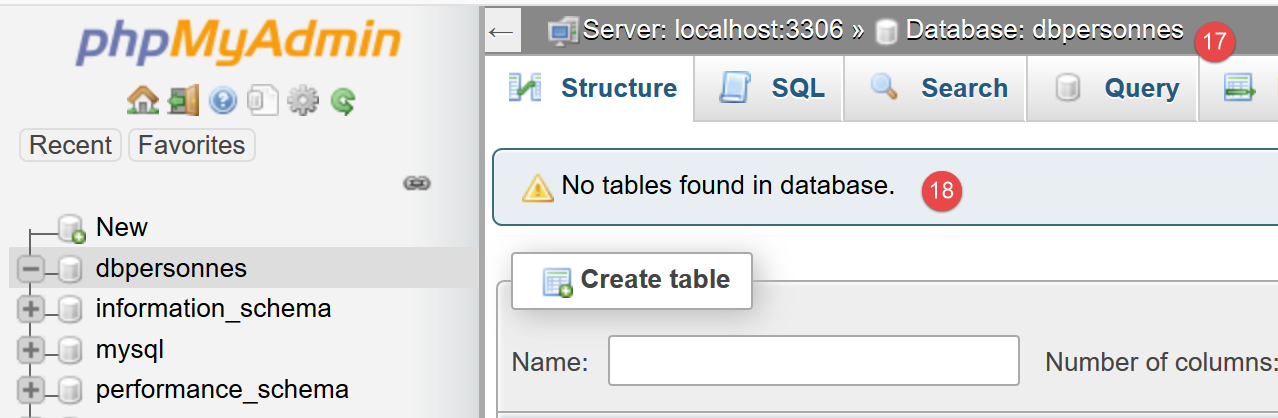 phpMyAdmin
Recent Favorites
New
dbpersonnes
information_schema
mysql
performance_schema
← Server: localhost:3306 » Database: dbpersonnes 17
Structure SQL Search Query
No tables found in database. 18
Create table
Name: Number of columns: